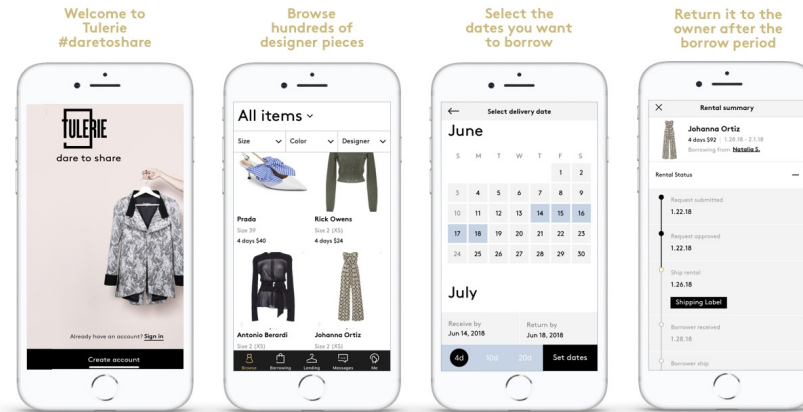 Welcome to
Tulerie
#daretoshare
TULERIE
dare to share
Already have an account? Sign in
Create account
Browse
hundreds of
designer pieces
All items
Size Color Designer
Prada
Size 39
4 days $40
Rick Owens
Size 2 (XS)
4 days $24
Antonio Berardi
Size 2 (XS)
Johanna Ortiz
Size 2 (XS)
Browse Borrowing Lending Messages Me
Select the
dates you want
to borrow
Select delivery date
June
S M T W T F S
1 2
3 4 5 6 7 8 9
10 11 12 13 14 15 16
17 18 19 20 21 22 23
24 25 26 27 28 29 30
July
Receive by
Jun 14, 2018
Return by
Jun 18, 2018
4d 10d 20d Set dates
Return it to the
owner after the
borrow period
Rental summary
Johanna Ortiz
4 days $92 | 1.28.18 - 2.1.18
Borrowing from Natalia S.
Rental Status
Request submitted
1.22.18
Request approved
1.22.18
Ship rental
1.26.18
Shipping Label
Borrower received
1.28.18
Borrower ship